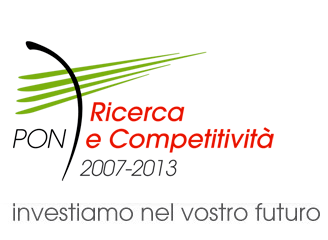 Ricerca
PON e Competitività
2007-2013
investiamo nel vostro futuro